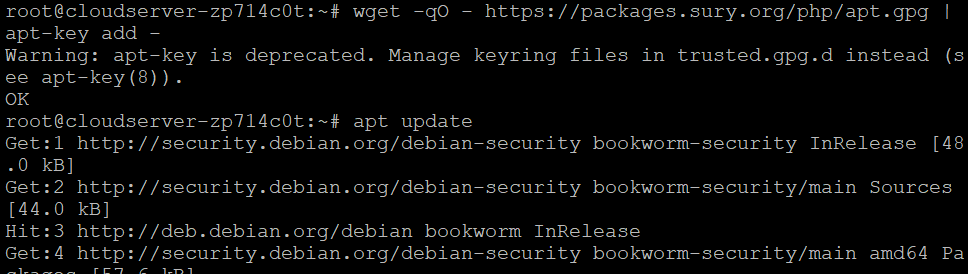 root@cloudserver-zp714c0t:~# wget -qO - https://packages.sury.org/php/apt.gpg |
apt-key add -
Warning: apt-key is deprecated. Manage keyring files in trusted.gpg.d instead (s
ee apt-key(8)).
OK
root@cloudserver-zp714c0t:~# apt update
Get:1 http://security.debian.org/debian-security bookworm-security InRelease [48
.0 kB]
Get:2 http://security.debian.org/debian-security bookworm-security/main Sources
[44.0 kB]
Hit:3 http://deb.debian.org/debian bookworm InRelease
Get:4 http://security.debian.org/debian-security bookworm-security/main amd64 Pa
ckages [57.6 kB]